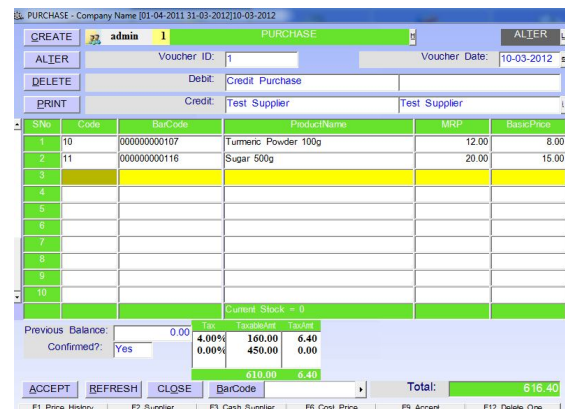 PURCHASE - Company Name [01-04-2011 31-03-2012]10-03-2012
CREATE admin 1 PURCHASE ALTER
ALTER Voucher ID: 1 Voucher Date: 10-03-2012
DELETE Debit: Credit Purchase
PRINT Credit: Test Supplier Test Supplier
SNo Code BarCode ProductName MRP BasicPrice
1 10 000000000107 Turmeric Powder 100g 12.00 8.00
2 11 000000000116 Sugar 500g 20.00 15.00
3
4
5
6
7
8
9
10
Current Stock = 0
Previous Balance: 0.00 Tax TaxableAmt TaxAmt
4.00% 160.00 6.40
Confirmed?: Yes 0.00% 450.00 0.00
610.00 6.40
ACCEPT REFRESH CLOSE BarCode Total: 616.40
F1 Price History F2 Supplier F3 Cash Supplier F6 Cost Price F9 Accept F12 Delete One